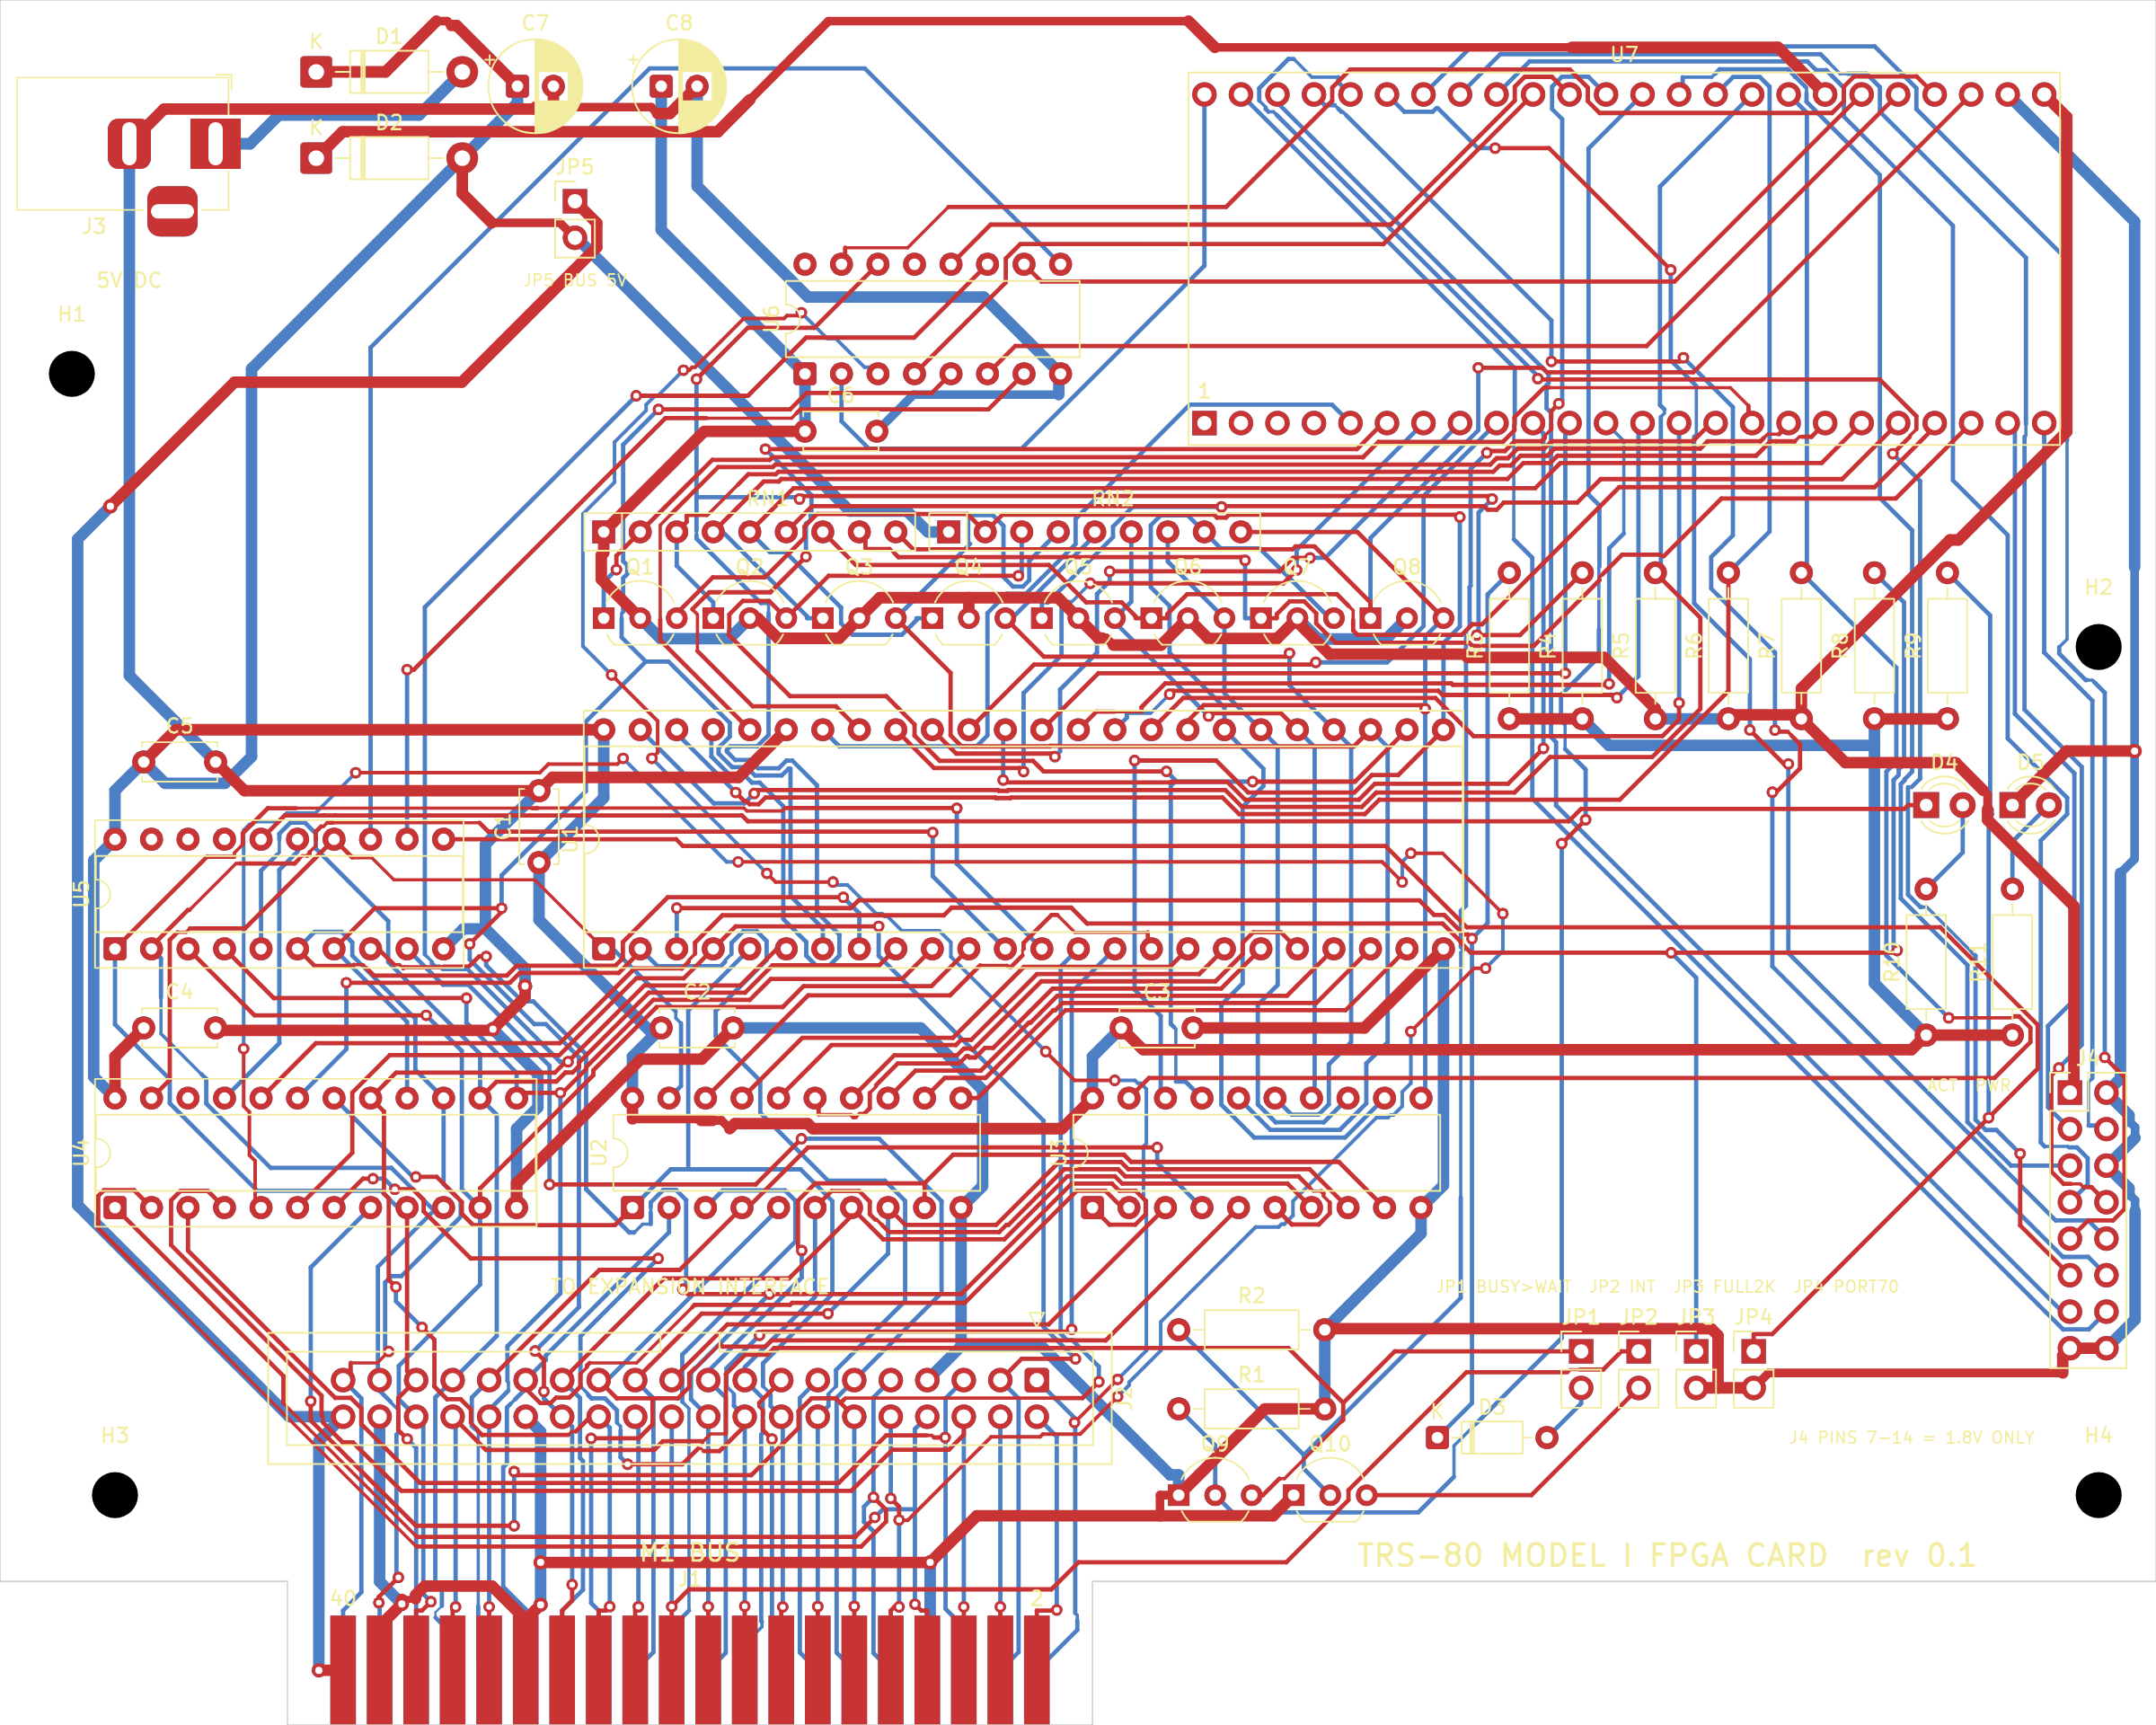 C7
C8
D1
K
U7
D2
K
JP5
J3
5V DC
JP5 BUS 5V
H1
U6
C6
1
RN1
RN2
Q1
Q2
Q3
Q4
Q5
Q6
Q7
Q8
H2
R3
R4
R5
R6
R7
R8
R9
C5
D4
D5
C1
U1
U5
R10
R11
C4
C2
C3
J4
ACT
PWR
U4
U2
U3
TO EXPANSION INTERFACE
JP1 BUSY>WAIT
JP2 INT
JP3 FULL2K
JP4 PORT70
R2
JP1
JP2
JP3
JP4
R1
J2
D3
K
H3
Q9
Q10
J4 PINS 7-14 = 1.8V ONLY
H4
M1 BUS
TRS-80 MODEL I FPGA CARD rev 0.1
J1
40
2